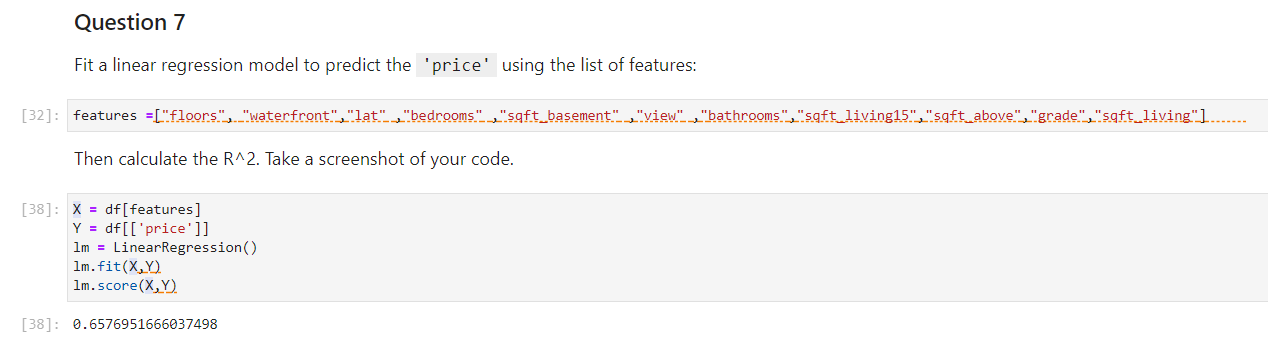 Question 7
Fit a linear regression model to predict the 'price' using the list of features:
[32]: features =["floors", "waterfront","lat" ,"bedrooms" ,"sqft_basement" ,"view" ,"bathrooms","sqft_living15","sqft_above","grade","sqft_living"]
Then calculate the R^2. Take a screenshot of your code.
[38]: X = df[features]
Y = df[['price']]
lm = LinearRegression()
lm.fit(X,Y)
lm.score(X,Y)
[38]: 0.6576951666037498